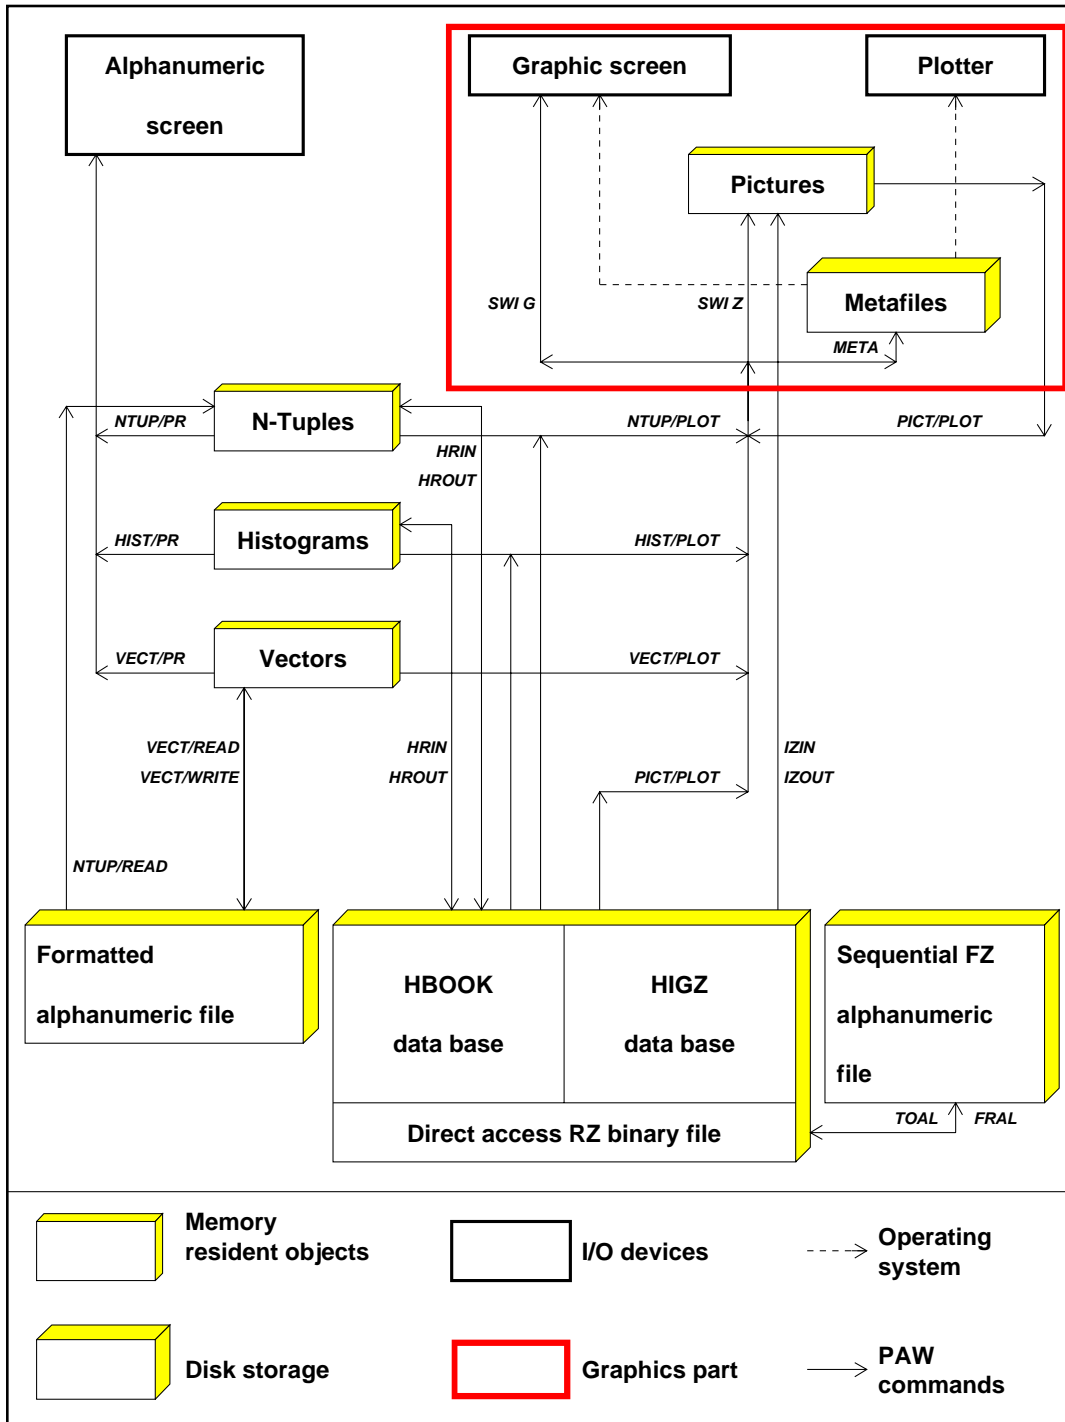 Alphanumeric
screen
Graphic screen
Plotter
Pictures
Metafiles
SWI G
SWI Z
META
N-Tuples
NTUP/PR
NTUP/PLOT
PICT/PLOT
HRIN
HROUT
Histograms
HIST/PR
HIST/PLOT
Vectors
VECT/PR
VECT/PLOT
VECT/READ
VECT/WRITE
HRIN
HROUT
PICT/PLOT
IZIN
IZOUT
NTUP/READ
Formatted
alphanumeric file
HBOOK
data base
HIGZ
data base
Direct access RZ binary file
Sequential FZ
alphanumeric
file
TOAL
FRAL
Memory
resident objects
I/O devices
Operating
system
Disk storage
Graphics part
PAW
commands